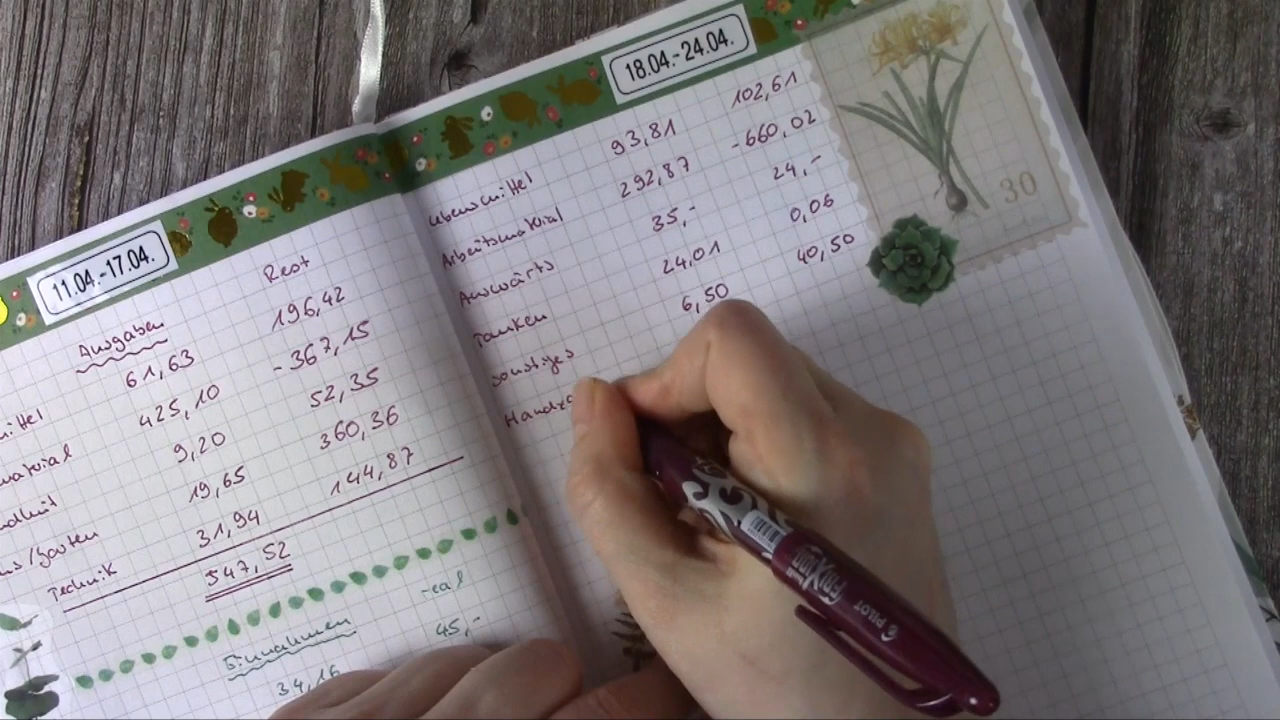 11.04.-17.04.
Ausgaben Rest
61,63 196,42
425,10 -367,15
9,20 52,35
19,65 360,36
Technik 31,94 144,87
547,52
Einnahmen
34,16 45,-
18.04.-24.04.
Lebensmittel 93,81 102,61
Arbeitsmaterial 292,87 -660,02
Auswärts 35,- 24,-
Tanken 24,01 0,06
Sonstiges 6,50 40,50
30
PILOT
FRIXION